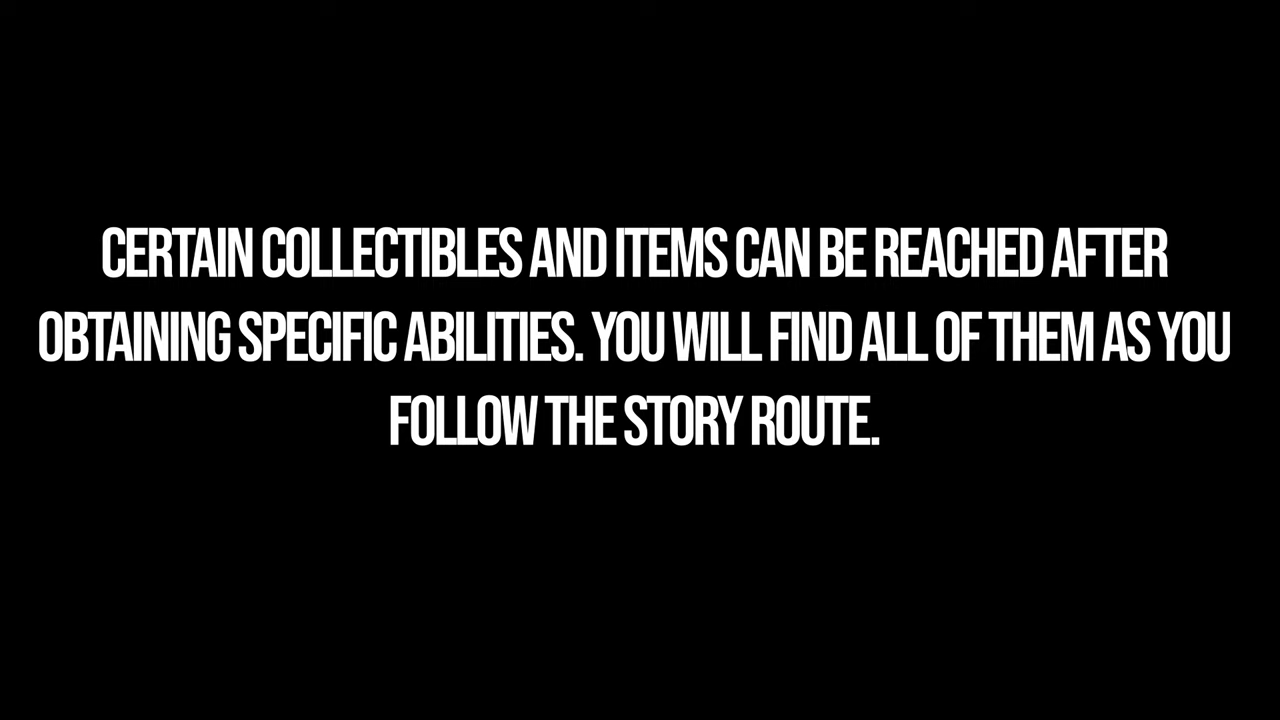 CERTAIN COLLECTIBLES AND ITEMS CAN BE REACHED AFTER
OBTAINING SPECIFIC ABILITIES. YOU WILL FIND ALL OF THEM AS YOU
FOLLOW THE STORY ROUTE.